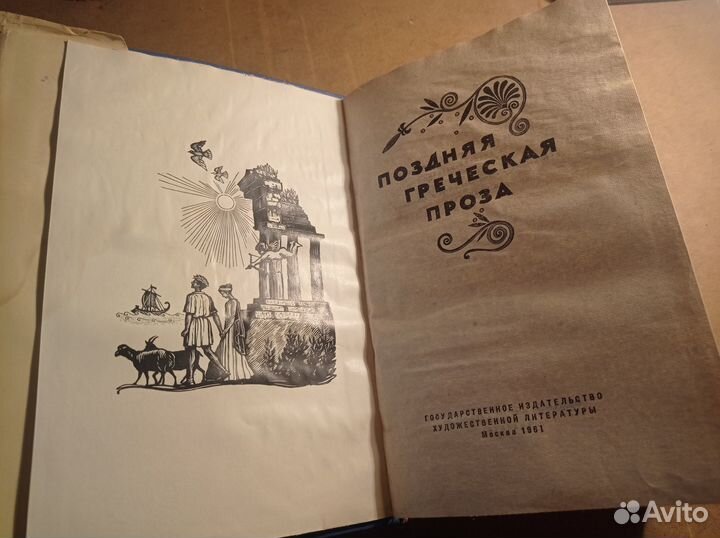 ПОЗДНЯЯ
ГРЕЧЕСКАЯ
ПРОЗА
ГОСУДАРСТВЕННОЕ ИЗДАТЕЛЬСТВО
ХУДОЖЕСТВЕННОЙ ЛИТЕРАТУРЫ
Москва 1961
Avito